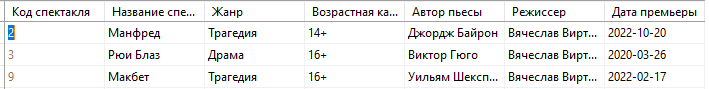 Код спектакля Название спе... Жанр Возрастная ка... Автор пьесы Режиссер Дата премьеры
2 Манфред Трагедия 14+ Джордж Байрон Вячеслав Вирт... 2022-10-20
3 Рюи Блаз Драма 16+ Виктор Гюго Вячеслав Вирт... 2020-03-26
9 Макбет Трагедия 16+ Уильям Шексп... Вячеслав Вирт... 2022-02-17